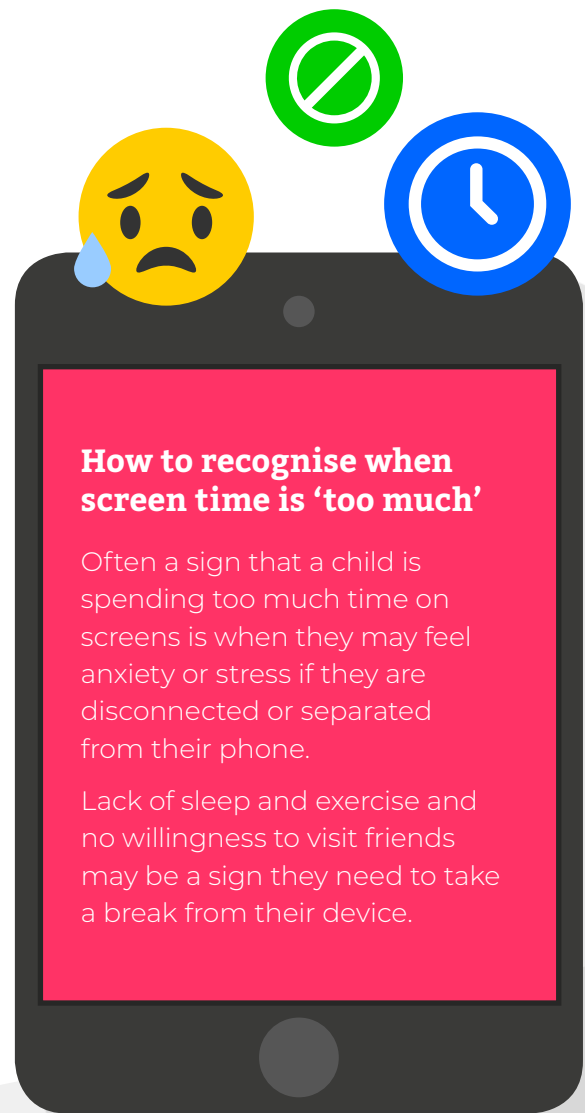 How to recognise when
screen time is ‘too much’
Often a sign that a child is
spending too much time on
screens is when they may feel
anxiety or stress if they are
disconnected or separated
from their phone.
Lack of sleep and exercise and
no willingness to visit friends
may be a sign they need to take
a break from their device.